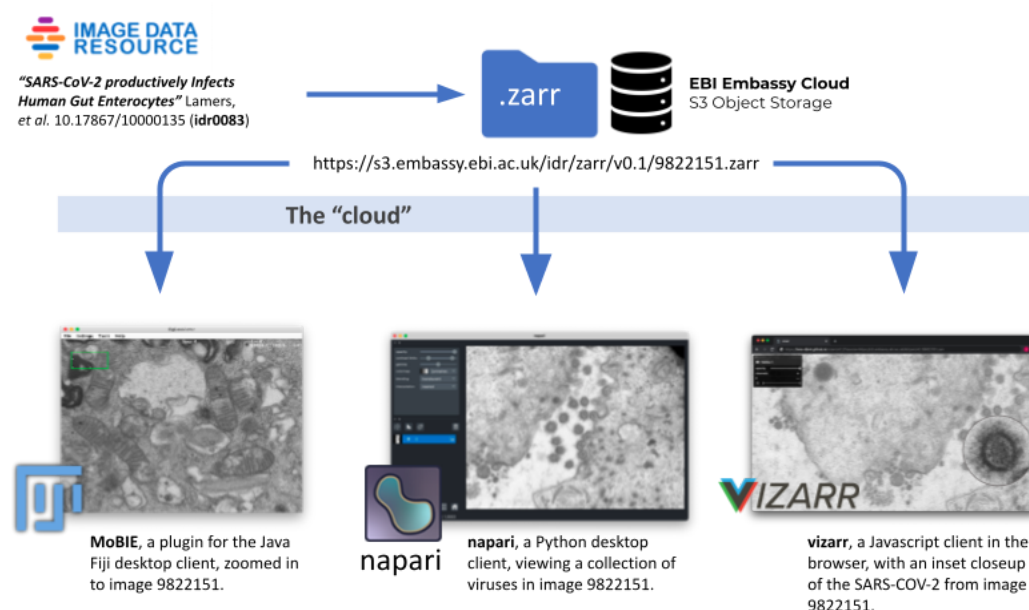 IMAGE DATA
RESOURCE
“SARS-CoV-2 productively Infects
Human Gut Enterocytes” Lamers,
et al. 10.17867/10000135 (idr0083)
.zarr
EBI Embassy Cloud
S3 Object Storage
https://s3.embassy.ebi.ac.uk/idr/zarr/v0.1/9822151.zarr
The “cloud”
napari
VIZARR
MoBIE, a plugin for the Java
Fiji desktop client, zoomed in
to image 9822151.
napari
napari, a Python desktop
client, viewing a collection of
viruses in image 9822151.
vizarr, a Javascript client in the
browser, with an inset closeup
of the SARS-COV-2 from image
9822151.